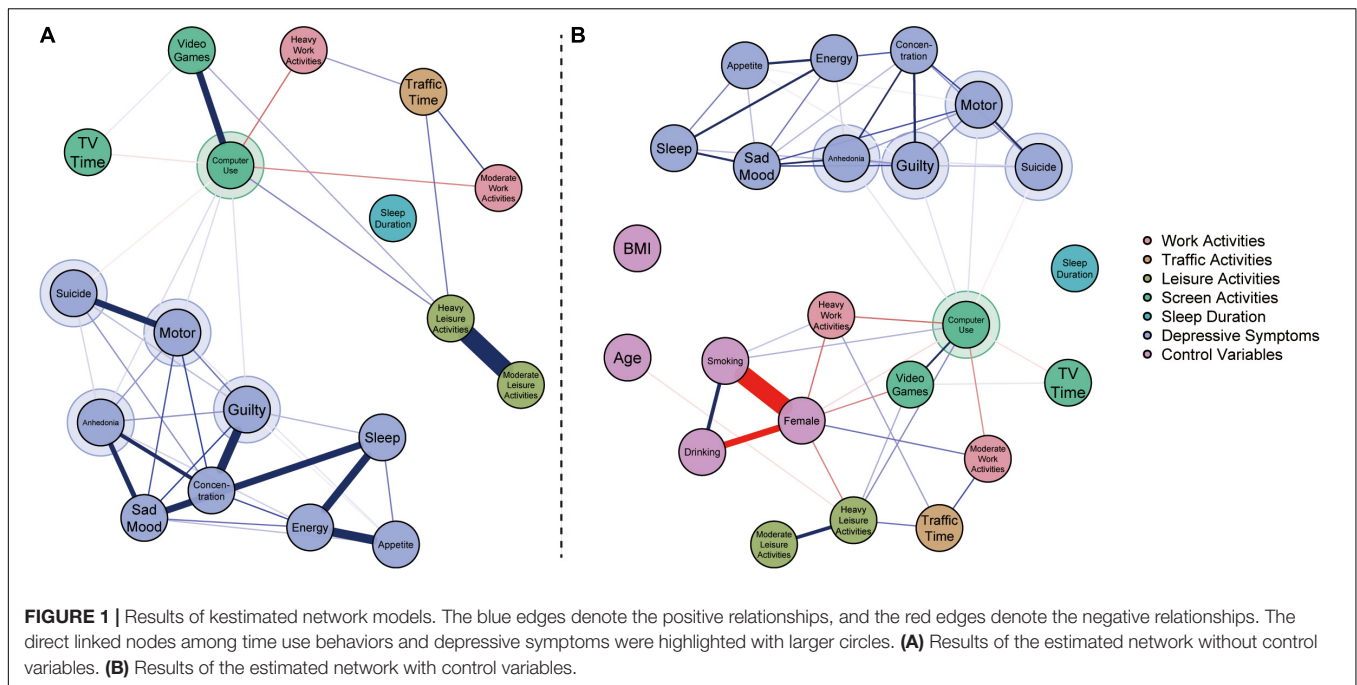 A
Video
Games
Heavy
Work
Activities
Traffic
Time
TV
Time
Computer
Use
Moderate
Work
Activities
Sleep
Duration
Suicide
Motor
Heavy
Leisure
Activities
Moderate
Leisure
Activities
Anhedonia
Guilty
Sleep
Concen-
tration
Sad
Mood
Energy
Appetite
B
Concen-
tration
Appetite
Energy
Motor
Sleep
Sad
Mood
Anhedonia
Guilty
Suicide
BMI
Sleep
Duration
Heavy
Work
Activities
Computer
Use
Age
Smoking
Video
Games
TV
Time
Female
Drinking
Moderate
Work
Activities
Heavy
Leisure
Activities
Traffic
Time
Moderate
Leisure
Activities
Work Activities
Traffic Activities
Leisure Activities
Screen Activities
Sleep Duration
Depressive Symptoms
Control Variables
FIGURE 1 | Results of kestimated network models. The blue edges denote the positive relationships, and the red edges denote the negative relationships. The
direct linked nodes among time use behaviors and depressive symptoms were highlighted with larger circles. (A) Results of the estimated network without control
variables. (B) Results of the estimated network with control variables.